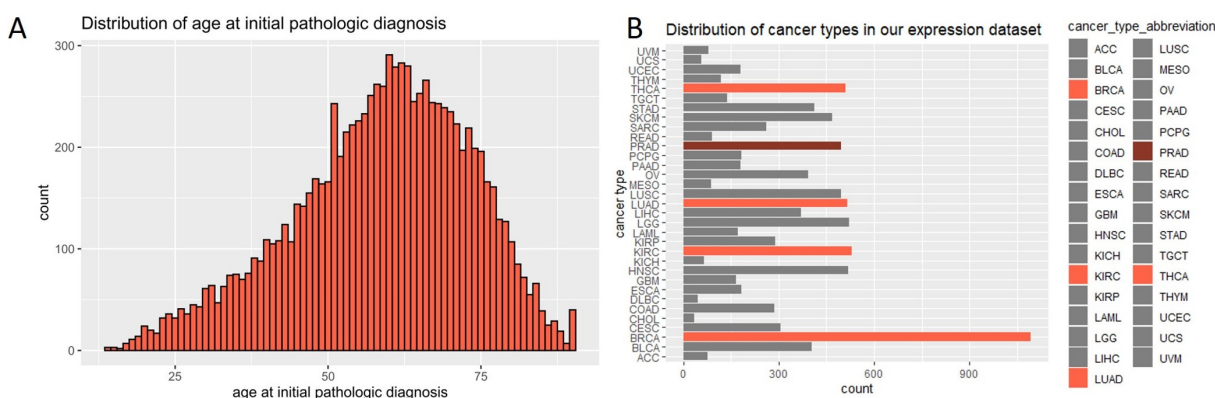 A
Distribution of age at initial pathologic diagnosis
300
200
100
0
count
25
50
75
age at initial pathologic diagnosis
B
Distribution of cancer types in our expression dataset
cancer type
UVM
UCS
UCEC
THYM
THCA
TGCT
STAD
SKCM
SARC
READ
PRAD
PCPG
PAAD
OV
MESO
LUSC
LUAD
LIHC
LGG
LAML
KIRP
KIRC
KICH
HNSC
GBM
ESCA
DLBC
COAD
CHOL
CESC
BRCA
BLCA
ACC
0
300
600
900
count
cancer_type_abbreviation
ACC
BLCA
BRCA
CESC
CHOL
COAD
DLBC
ESCA
GBM
HNSC
KICH
KIRC
KIRP
LAML
LGG
LIHC
LUAD
LUSC
MESO
OV
PAAD
PCPG
PRAD
READ
SARC
SKCM
STAD
TGCT
THCA
THYM
UCEC
UCS
UVM